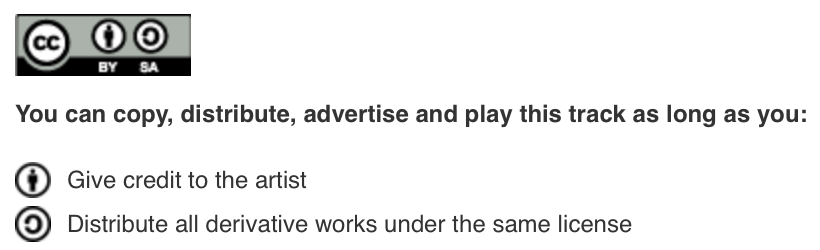 cc
BY SA
You can copy, distribute, advertise and play this track as long as you:
Give credit to the artist
Distribute all derivative works under the same license